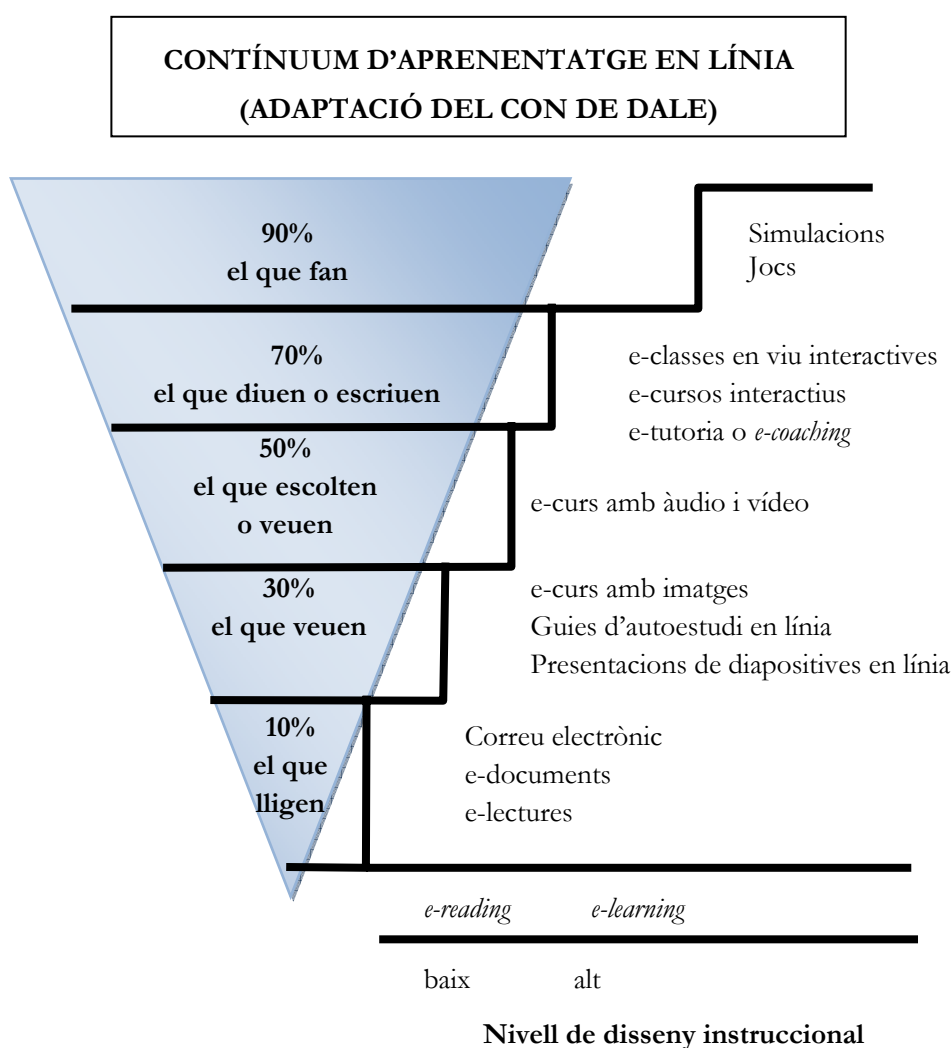 CONTÍNUUM D'APRENENTATGE EN LÍNIA
(ADAPTACIÓ DEL CON DE DALE)
90%
el que fan
Simulacions
Jocs
70%
el que diuen o escriuen
e-classes en viu interactives
e-cursos interactius
e-tutoria o e-coaching
50%
el que escolten
o veuen
e-curs amb àudio i vídeo
30%
el que veuen
e-curs amb imatges
Guies d'autoestudi en línia
Presentacions de diapositives en línia
10%
el que
lligen
Correu electrònic
e-documents
e-lectures
e-reading e-learning
baix alt
Nivell de disseny instruccional